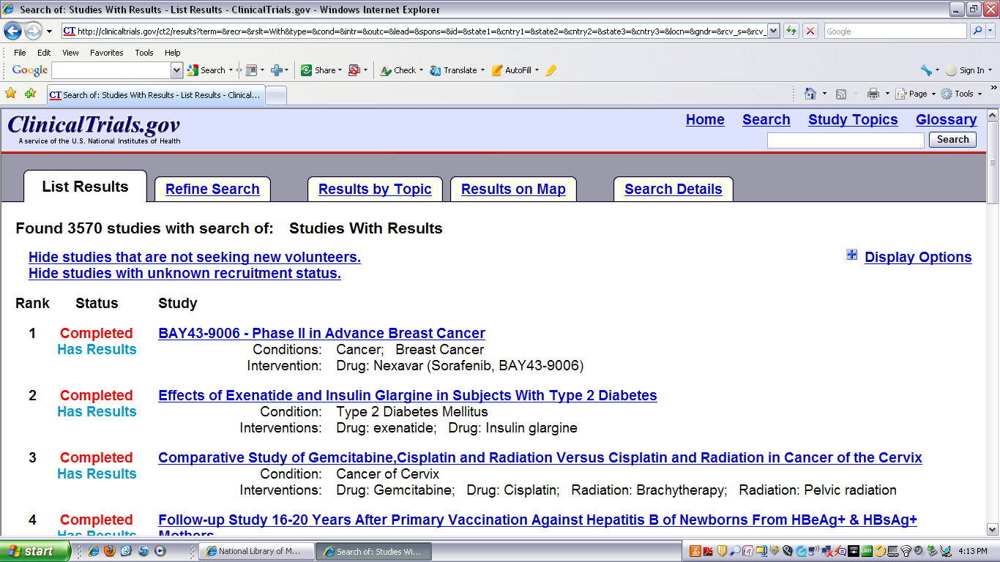 Search of: Studies With Results - List Results - ClinicalTrials.gov - Windows Internet Explorer
CT http://clinicaltrials.gov/ct2/results?term=&recr=&rslt=With&type=&cond=&intr=&outc=&lead=&spons=&id=&state1=&cntry1=&state2=&cntry2=&state3=&cntry3=&locn=&gndr=&rcv_s=&rcv_ Google
File Edit View Favorites Tools Help
Google Search Share Check Translate AutoFill Sign In
CT Search of: Studies With Results - List Results - Clinical... Page Tools
ClinicalTrials.gov Home Search Study Topics Glossary
A service of the U.S. National Institutes of Health Search
List Results Refine Search Results by Topic Results on Map Search Details
Found 3570 studies with search of: Studies With Results
Hide studies that are not seeking new volunteers. Display Options
Hide studies with unknown recruitment status.
Rank Status Study
1 Completed BAY43-9006 - Phase II in Advance Breast Cancer
Has Results Conditions: Cancer; Breast Cancer
Intervention: Drug: Nexavar (Sorafenib, BAY43-9006)
2 Completed Effects of Exenatide and Insulin Glargine in Subjects With Type 2 Diabetes
Has Results Condition: Type 2 Diabetes Mellitus
Interventions: Drug: exenatide; Drug: Insulin glargine
3 Completed Comparative Study of Gemcitabine,Cisplatin and Radiation Versus Cisplatin and Radiation in Cancer of the Cervix
Has Results Condition: Cancer of Cervix
Interventions: Drug: Gemcitabine; Drug: Cisplatin; Radiation: Brachytherapy; Radiation: Pelvic radiation
4 Completed Follow-up Study 16-20 Years After Primary Vaccination Against Hepatitis B of Newborns From HBeAg+ & HBsAg+
Has Results Mothers
start National Library of M... Search of: Studies Wi... LAN 4:13 PM